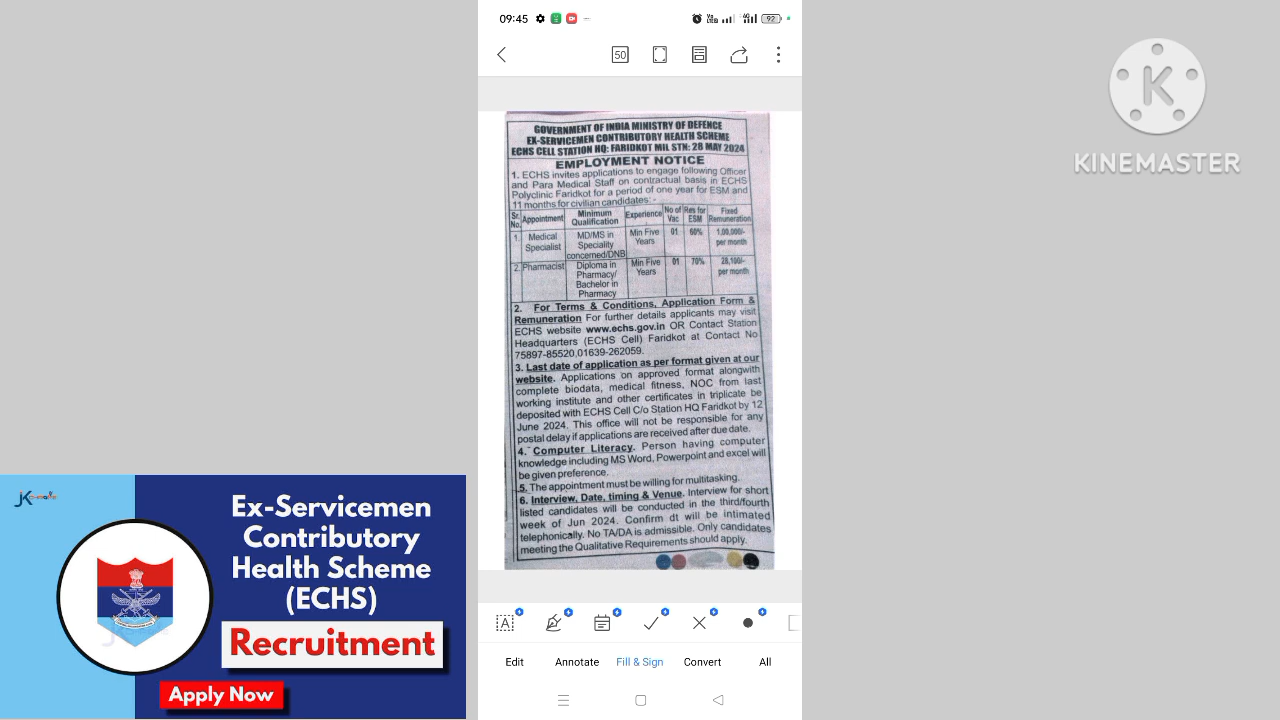 09:45
92
50
GOVERNMENT OF INDIA MINISTRY OF DEFENCE
EX-SERVICEMEN CONTRIBUTORY HEALTH SCHEME
ECHS CELL STATION HQ: FARIDKOT MIL STN: 28 MAY 2024
EMPLOYMENT NOTICE
1. ECHS invites applications to engage following Officer
and Para Medical Staff on contractual basis in ECHS
Polyclinic Faridkot for a period of one year for ESM and
11 months for civilian candidates: -
Sr. No. Appointment Minimum Qualification Experience No of Vac Res for ESM Fixed Remuneration
1. Medical Specialist MD/MS in Speciality concerned/DNB Min Five Years 01 60% 1,00,000/- per month
2. Pharmacist Diploma in Pharmacy/ Bachelor in Pharmacy Min Five Years 01 70% 28,100/- per month
2. For Terms & Conditions, Application Form &
Remuneration For further details applicants may visit
ECHS website www.echs.gov.in OR Contact Station
Headquarters (ECHS Cell) Faridkot at Contact No
75897-85520,01639-262059.
3. Last date of application as per format given at our
website. Applications on approved format alongwith
complete biodata, medical fitness, NOC from last
working institute and other certificates in triplicate be
deposited with ECHS Cell C/o Station HQ Faridkot by 12
June 2024. This office will not be responsible for any
postal delay if applications are received after due date.
4. Computer Literacy. Person having computer
knowledge including MS Word, Powerpoint and excel will
be given preference.
5. The appointment must be willing for multitasking.
6. Interview, Date, timing & Venue. Interview for short
listed candidates will be conducted in the third/fourth
week of Jun 2024. Confirm dt will be intimated
telephonically. No TA/DA is admissible. Only candidates
meeting the Qualitative Requirements should apply.
Edit Annotate Fill & Sign Convert All
Ex-Servicemen
Contributory
Health Scheme
(ECHS)
Recruitment
Apply Now
K
KINEMASTER